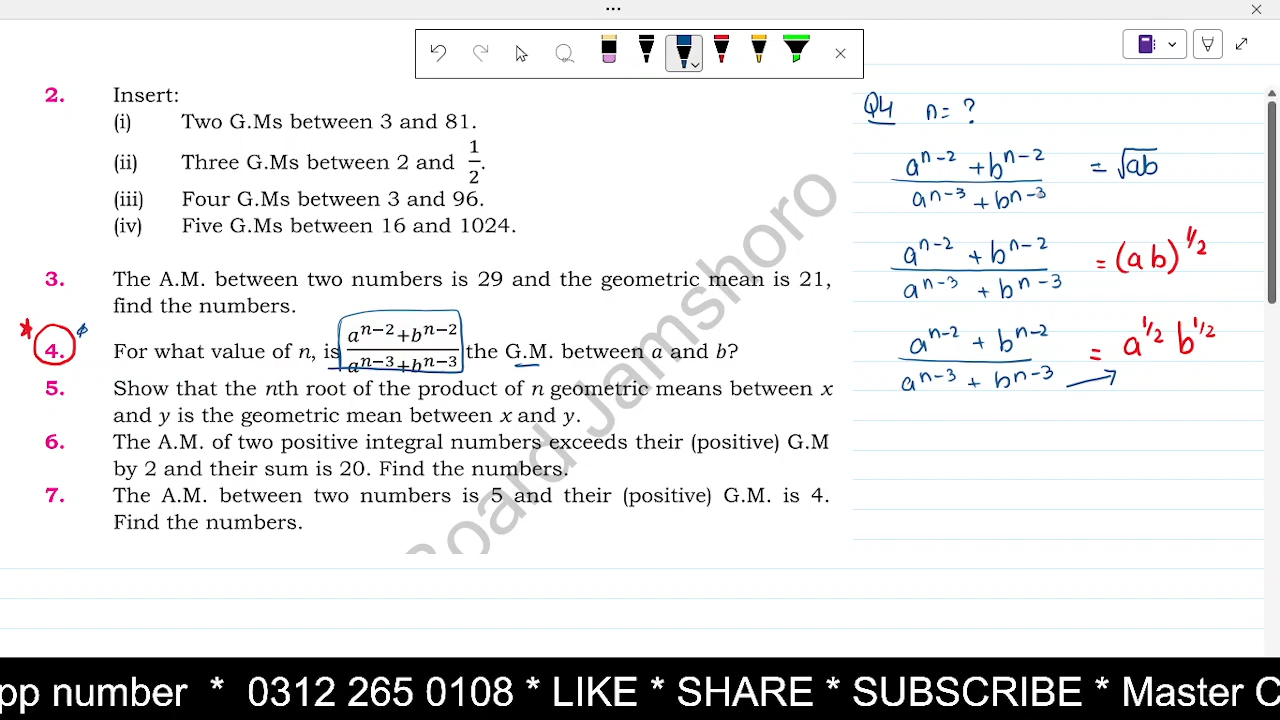 2. Insert:
(i) Two G.Ms between 3 and 81.
(ii) Three G.Ms between 2 and 1/2.
(iii) Four G.Ms between 3 and 96.
(iv) Five G.Ms between 16 and 1024.
3. The A.M. between two numbers is 29 and the geometric mean is 21,
find the numbers.
4. For what value of n, is (a^{n−2}+b^{n−2})/(a^{n−3}+b^{n−3}) the G.M. between a and b?
5. Show that the nth root of the product of n geometric means between x
and y is the geometric mean between x and y.
6. The A.M. of two positive integral numbers exceeds their (positive) G.M
by 2 and their sum is 20. Find the numbers.
7. The A.M. between two numbers is 5 and their (positive) G.M. is 4.
Find the numbers.
Board Jamshoro
Q4 n = ?
(a^{n−2} + b^{n−2})/(a^{n−3} + b^{n−3}) = √ab
(a^{n−2} + b^{n−2})/(a^{n−3} + b^{n−3}) = (ab)^{1/2}
(a^{n−2} + b^{n−2})/(a^{n−3} + b^{n−3}) = a^{1/2} b^{1/2}
pp number * 0312 265 0108 * LIKE * SHARE * SUBSCRIBE * Master C